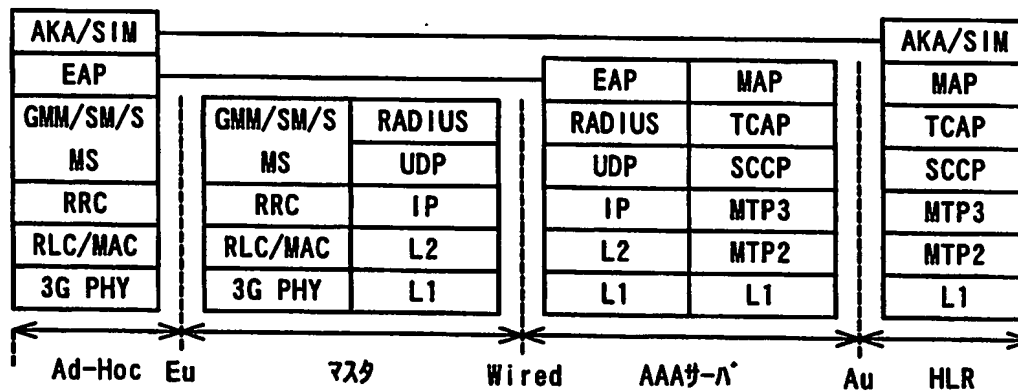 AKA/SIM AKA/SIM
EAP EAP MAP MAP
GMM/SM/S GMM/SM/S RADIUS RADIUS TCAP TCAP
MS MS UDP UDP SCCP SCCP
RRC RRC IP IP MTP3 MTP3
RLC/MAC RLC/MAC L2 L2 MTP2 MTP2
3G PHY 3G PHY L1 L1 L1 L1
Ad-Hoc Eu マスタ Wired AAAサーバ Au HLR